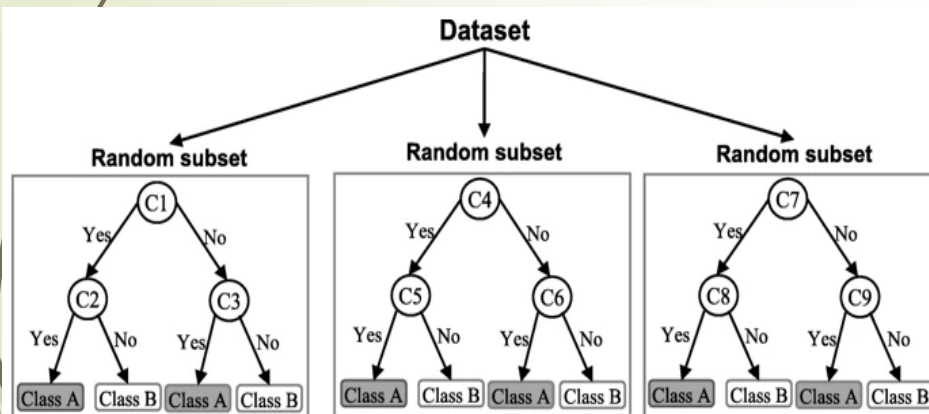 Dataset
Random subset Random subset Random subset
C1 C4 C7
Yes No Yes No Yes No
C2 C3 C5 C6 C8 C9
Yes No Yes No Yes No Yes No Yes No Yes No
Class A Class B Class A Class B Class A Class B Class A Class B Class A Class B Class A Class B